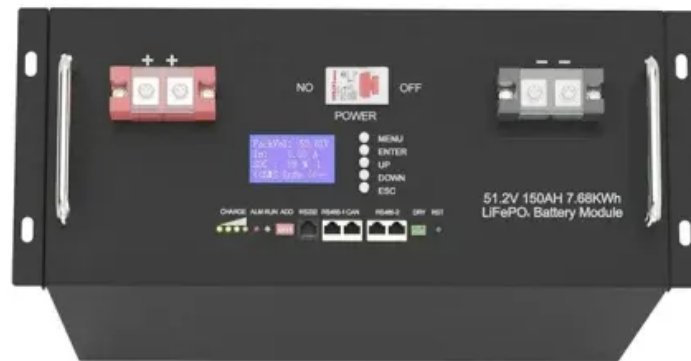 + +
- -
NO
OFF
POWER
MENU
ENTER
UP
DOWN
ESC
51.2V 150AH 7.68KWh
LiFePO₄ Battery Module
CHARGE ALM RUN ADD RS232 RS485-1 CAN RS485-2 DRY RST